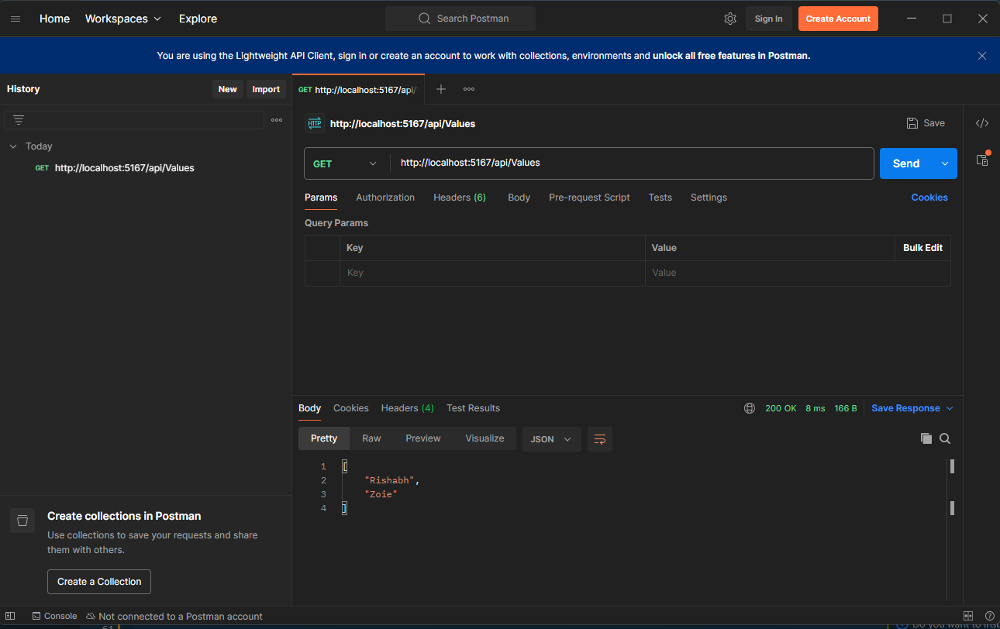 Home Workspaces Explore Search Postman Sign In Create Account
You are using the Lightweight API Client, sign in or create an account to work with collections, environments and unlock all free features in Postman.
History New Import GET http://localhost:5167/api/
HTTP http://localhost:5167/api/Values Save </>
Today
GET http://localhost:5167/api/Values
GET http://localhost:5167/api/Values Send
Params Authorization Headers (6) Body Pre-request Script Tests Settings Cookies
Query Params
Key Value Bulk Edit
Key Value
Body Cookies Headers (4) Test Results 200 OK 8 ms 166 B Save Response
Pretty Raw Preview Visualize JSON
1 [
2 "Rishabh",
3 "Zoie"
4 ]
Create collections in Postman
Use collections to save your requests and share
them with others.
Create a Collection
Console Not connected to a Postman account
Do you want to inst